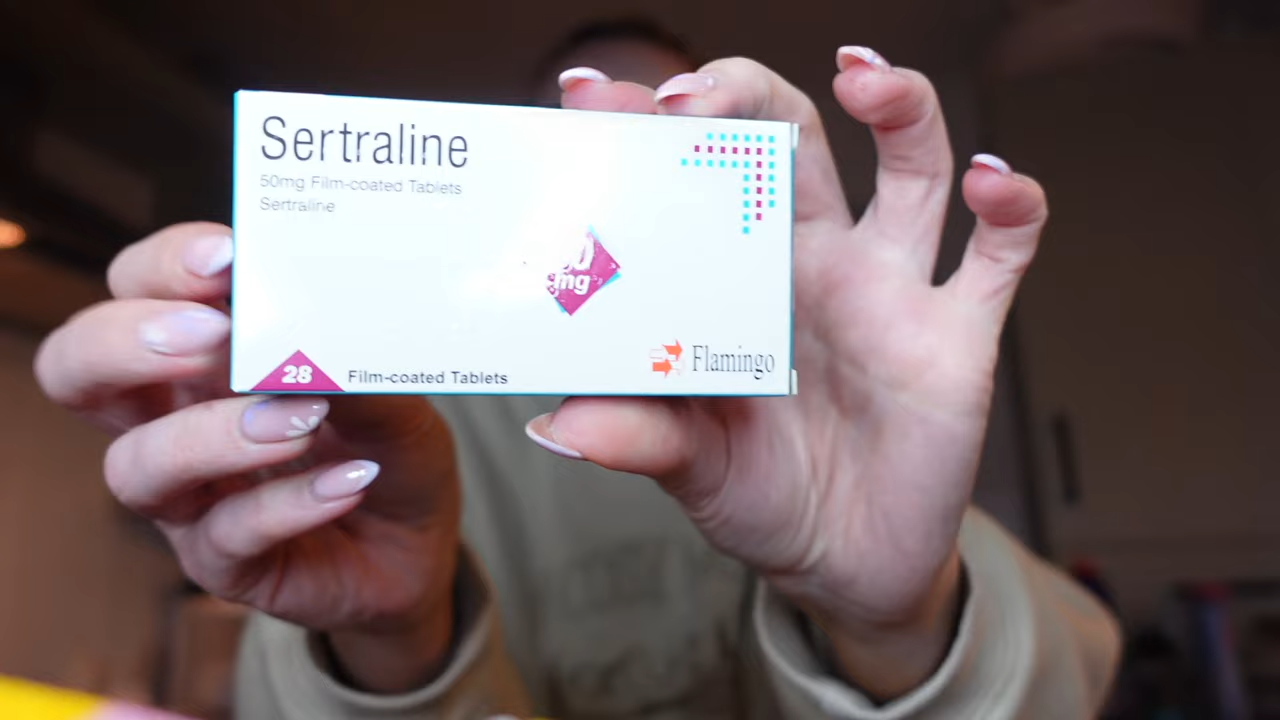 Sertraline
50mg Film-coated Tablets
Sertraline
mg
Flamingo
28
Film-coated Tablets